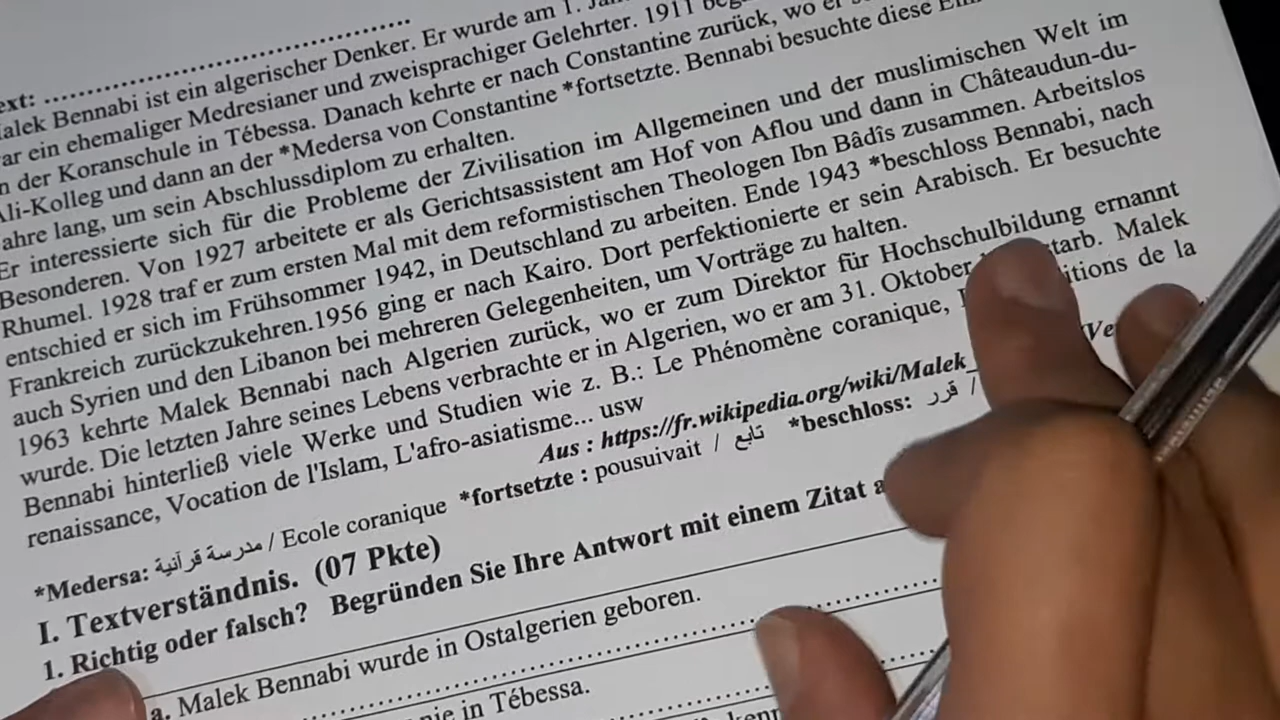 ext: ........................................
alek Bennabi ist ein algerischer Denker. Er wurde am 1.
ar ein ehemaliger Medresianer und zweisprachiger Gelehrter. 1911
n der Koranschule in Tébessa. Danach kehrte er nach Constantine zurück, wo er
Ali-Kolleg und dann an der *Medersa von Constantine *fortsetzte. Bennabi besuchte diese
ahre lang, um sein Abschlussdiplom zu erhalten.
Er interessierte sich für die Probleme der Zivilisation im Allgemeinen und der muslimischen Welt im
Besonderen. Von 1927 arbeitete er als Gerichtsassistent am Hof von Aflou und dann in Châteaudun-du-
Rhumel. 1928 traf er zum ersten Mal mit dem reformistischen Theologen Ibn Bâdîs zusammen. Arbeitslos
entschied er sich im Frühsommer 1942, in Deutschland zu arbeiten. Ende 1943 *beschloss Bennabi, nach
Frankreich zurückzukehren.1956 ging er nach Kairo. Dort perfektionierte er sein Arabisch. Er besuchte
auch Syrien und den Libanon bei mehreren Gelegenheiten, um Vorträge zu halten.
1963 kehrte Malek Bennabi nach Algerien zurück, wo er zum Direktor für Hochschulbildung ernannt
wurde. Die letzten Jahre seines Lebens verbrachte er in Algerien, wo er am 31. Oktober starb. Malek
Bennabi hinterließ viele Werke und Studien wie z. B.: Le Phénomène coranique, itions de la
renaissance, Vocation de l'Islam, L'afro-asiatisme... usw
Aus : https://fr.wikipedia.org/wiki/Malek_
*Medersa: مدرسة قرآنية / Ecole coranique *fortsetzte : pousuivait / تابع *beschloss: قرر /
I. Textverständnis. (07 Pkte)
1. Richtig oder falsch? Begründen Sie Ihre Antwort mit einem Zitat
a. Malek Bennabi wurde in Ostalgerien geboren.
in Tébessa.